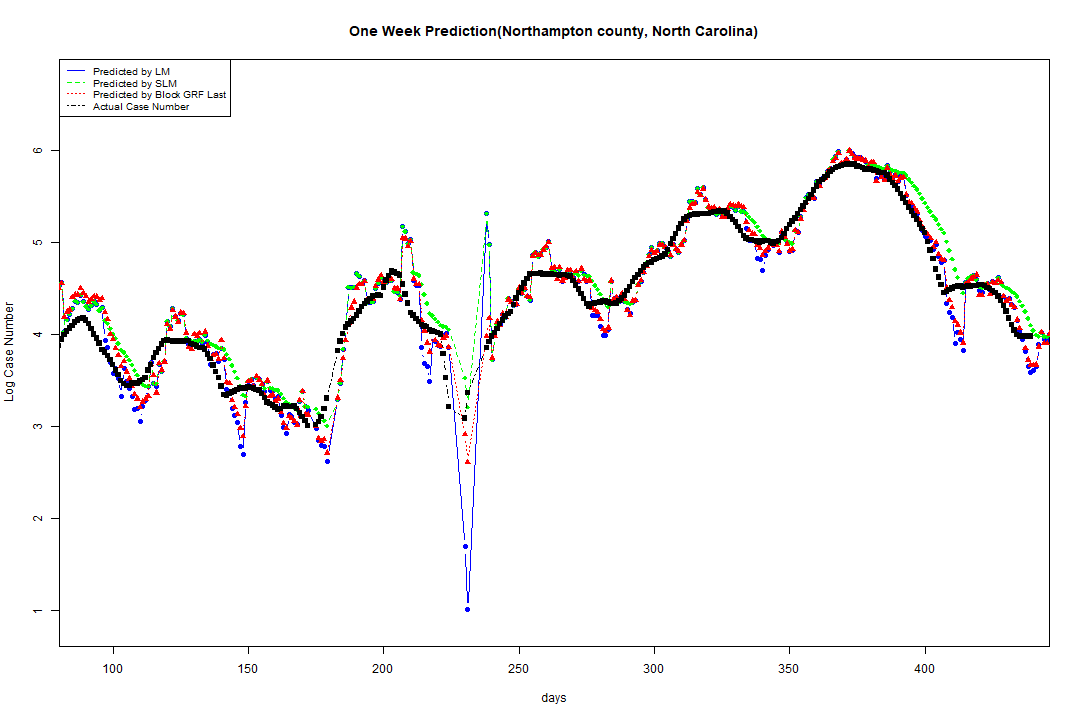 One Week Prediction(Northampton county, North Carolina)
Predicted by LM
Predicted by SLM
Predicted by Block GRF Last
Actual Case Number
Log Case Number
6
5
4
3
2
1
100 150 200 250 300 350 400
days